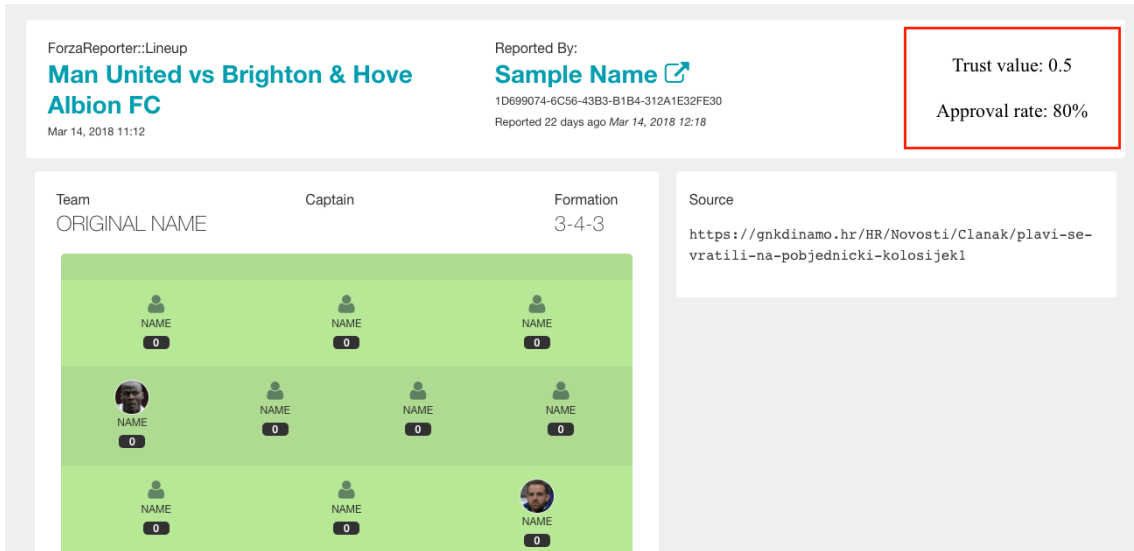 ForzaReporter::Lineup
Man United vs Brighton & Hove
Albion FC
Mar 14, 2018 11:12
Reported By:
Sample Name
1D699074-6C56-43B3-B1B4-312A1E32FE30
Reported 22 days ago Mar 14, 2018 12:18
Trust value: 0.5
Approval rate: 80%
Team
ORIGINAL NAME
Captain
Formation
3-4-3
NAME NAME NAME
0 0 0
NAME NAME NAME NAME
0 0 0 0
NAME NAME NAME
0 0 0
Source
https://gnkdinamo.hr/HR/Novosti/Clanak/plavi-se-
vratili-na-pobjednicki-kolosijek1